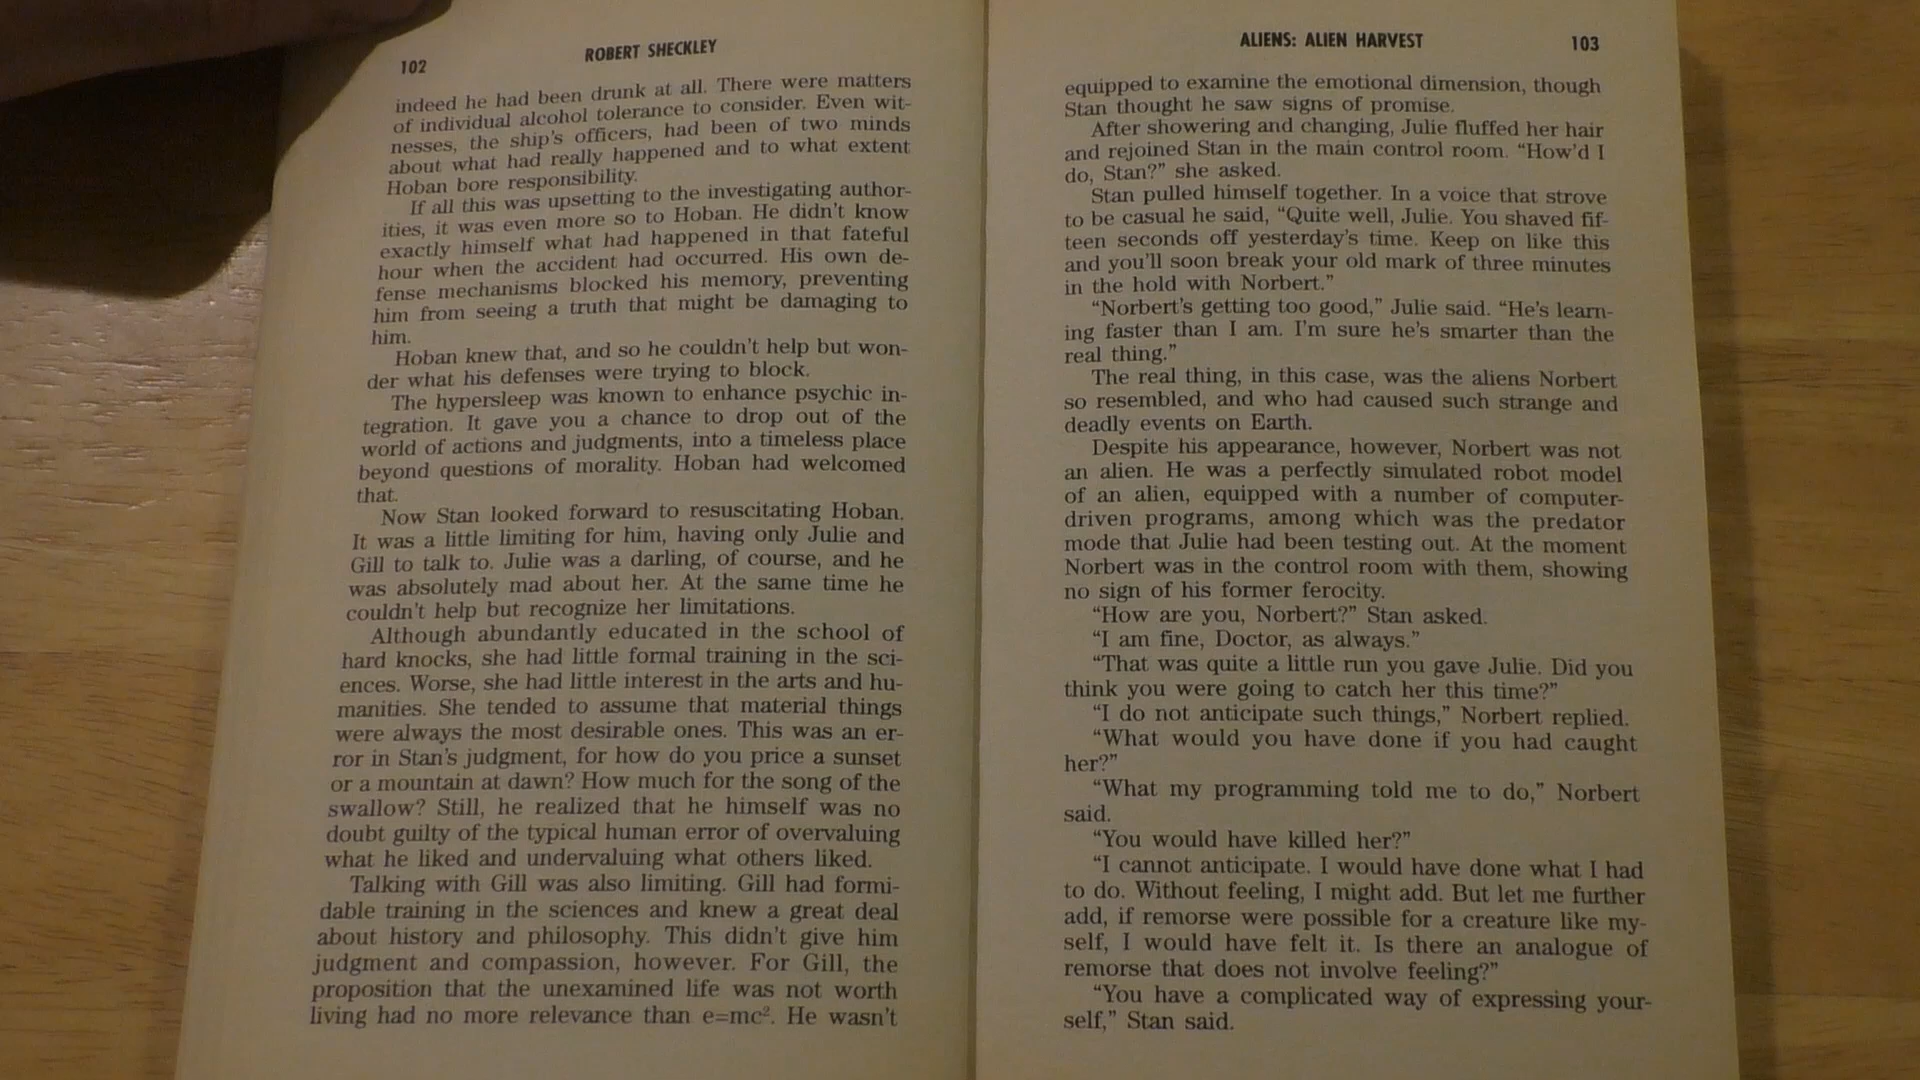 102
ROBERT SHECKLEY
indeed he had been drunk at all. There were matters
of individual alcohol tolerance to consider. Even wit-
nesses, the ship's officers, had been of two minds
about what had really happened and to what extent
Hoban bore responsibility.
If all this was upsetting to the investigating author-
ities, it was even more so to Hoban. He didn't know
exactly himself what had happened in that fateful
hour when the accident had occurred. His own de-
fense mechanisms blocked his memory, preventing
him from seeing a truth that might be damaging to
him.
Hoban knew that, and so he couldn't help but won-
der what his defenses were trying to block.
The hypersleep was known to enhance psychic in-
tegration. It gave you a chance to drop out of the
world of actions and judgments, into a timeless place
beyond questions of morality. Hoban had welcomed
that.
Now Stan looked forward to resuscitating Hoban.
It was a little limiting for him, having only Julie and
Gill to talk to. Julie was a darling, of course, and he
was absolutely mad about her. At the same time he
couldn't help but recognize her limitations.
Although abundantly educated in the school of
hard knocks, she had little formal training in the sci-
ences. Worse, she had little interest in the arts and hu-
manities. She tended to assume that material things
were always the most desirable ones. This was an er-
ror in Stan's judgment, for how do you price a sunset
or a mountain at dawn? How much for the song of the
swallow? Still, he realized that he himself was no
doubt guilty of the typical human error of overvaluing
what he liked and undervaluing what others liked.
Talking with Gill was also limiting. Gill had formi-
dable training in the sciences and knew a great deal
about history and philosophy. This didn't give him
judgment and compassion, however. For Gill, the
proposition that the unexamined life was not worth
living had no more relevance than e=mc². He wasn't
ALIENS: ALIEN HARVEST
103
equipped to examine the emotional dimension, though
Stan thought he saw signs of promise.
After showering and changing, Julie fluffed her hair
and rejoined Stan in the main control room. “How'd I
do, Stan?” she asked.
Stan pulled himself together. In a voice that strove
to be casual he said, “Quite well, Julie. You shaved fif-
teen seconds off yesterday's time. Keep on like this
and you'll soon break your old mark of three minutes
in the hold with Norbert.”
“Norbert's getting too good,” Julie said. “He's learn-
ing faster than I am. I'm sure he's smarter than the
real thing.”
The real thing, in this case, was the aliens Norbert
so resembled, and who had caused such strange and
deadly events on Earth.
Despite his appearance, however, Norbert was not
an alien. He was a perfectly simulated robot model
of an alien, equipped with a number of computer-
driven programs, among which was the predator
mode that Julie had been testing out. At the moment
Norbert was in the control room with them, showing
no sign of his former ferocity.
“How are you, Norbert?” Stan asked.
“I am fine, Doctor, as always.”
“That was quite a little run you gave Julie. Did you
think you were going to catch her this time?”
“I do not anticipate such things,” Norbert replied.
“What would you have done if you had caught
her?”
“What my programming told me to do,” Norbert
said.
“You would have killed her?”
“I cannot anticipate. I would have done what I had
to do. Without feeling, I might add. But let me further
add, if remorse were possible for a creature like my-
self, I would have felt it. Is there an analogue of
remorse that does not involve feeling?”
“You have a complicated way of expressing your-
self,” Stan said.